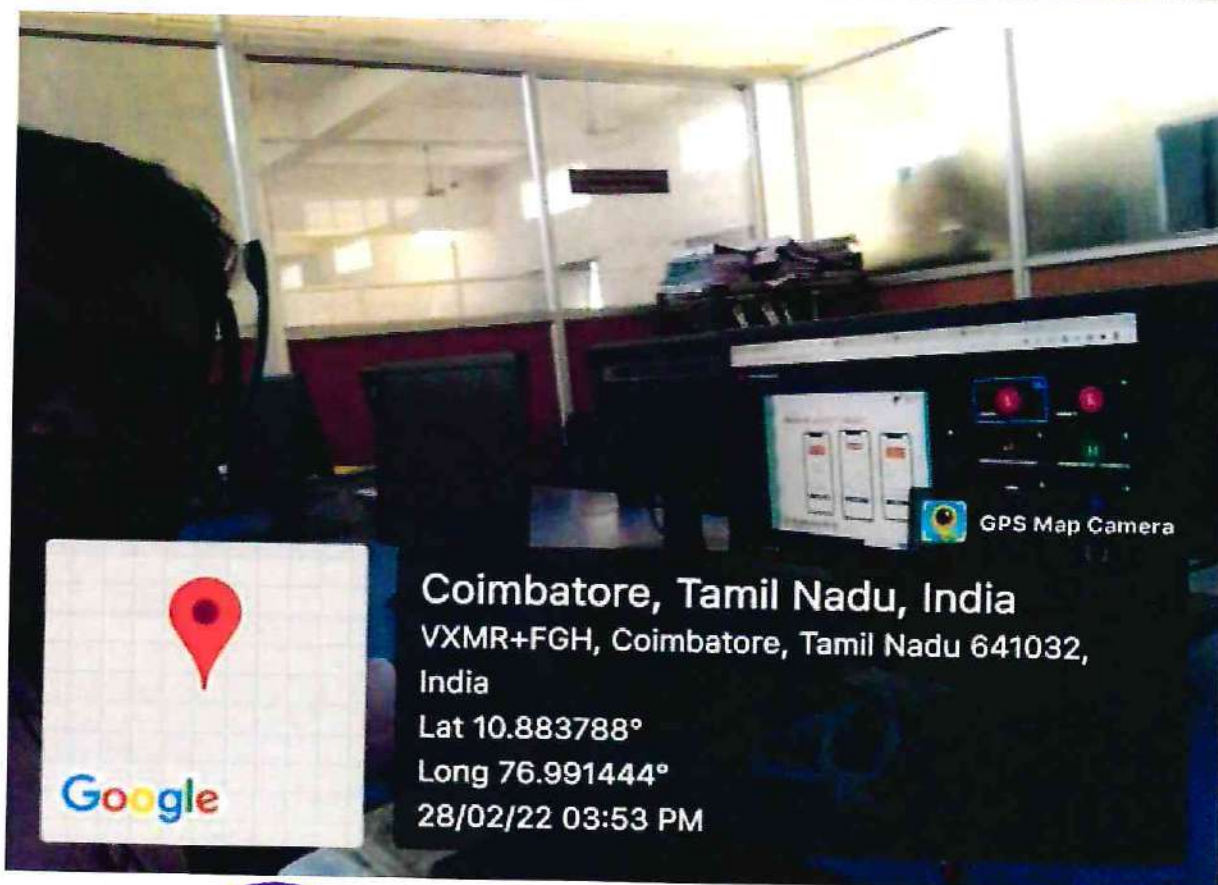 GPS Map Camera
Coimbatore, Tamil Nadu, India
VXMR+FGH, Coimbatore, Tamil Nadu 641032,
India
Lat 10.883788°
Long 76.991444°
28/02/22 03:53 PM
Google